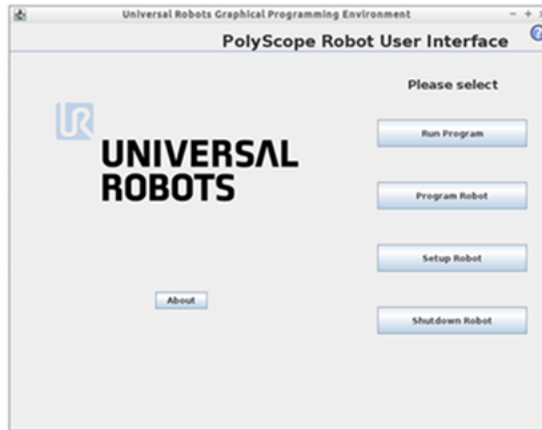 Universal Robots Graphical Programming Environment
PolyScope Robot User Interface
?
Please select
UR
UNIVERSAL
ROBOTS
Run Program
Program Robot
Setup Robot
About
Shutdown Robot